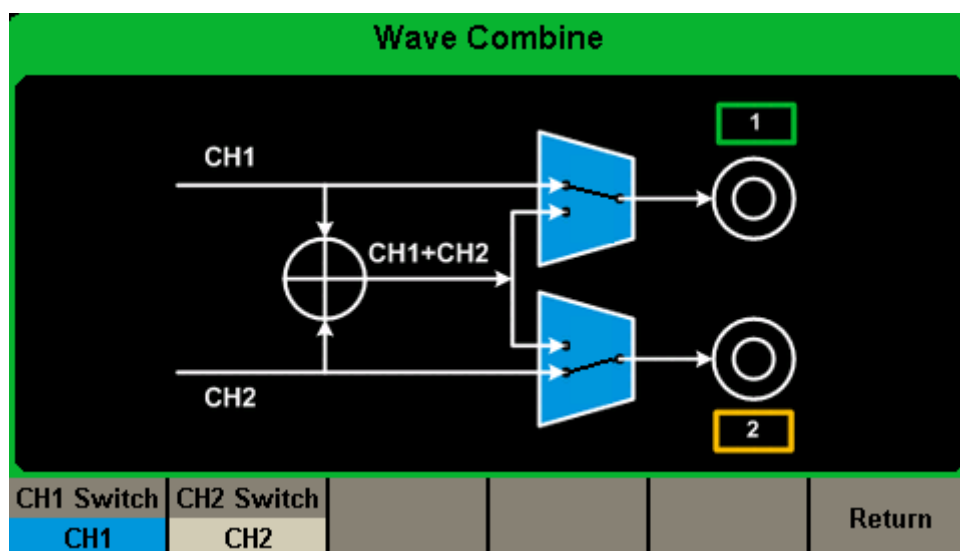 Wave Combine
1
CH1
CH1+CH2
CH2
2
CH1 Switch
CH2 Switch
Return
CH1
CH2